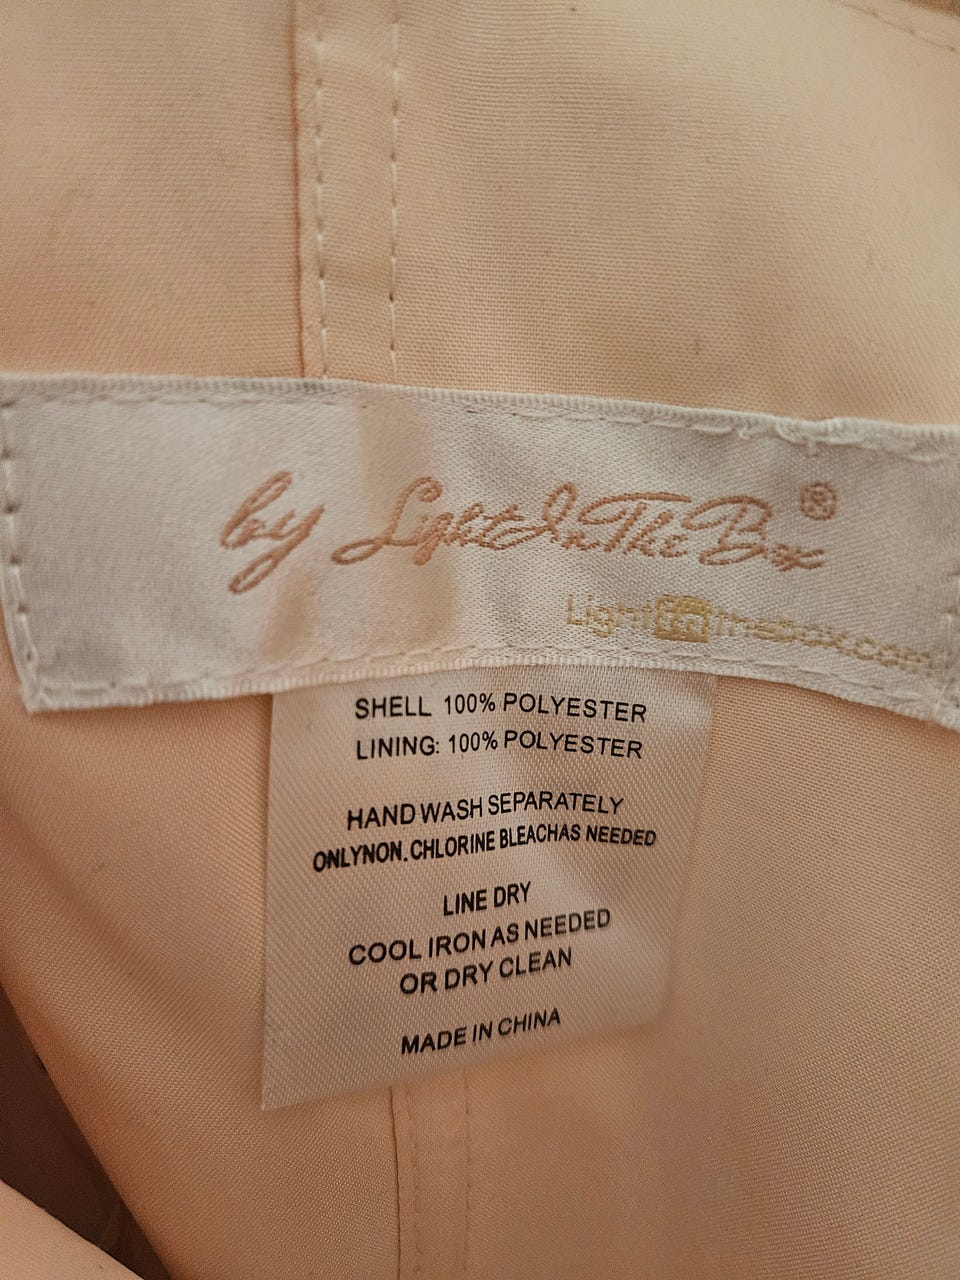 by LightInTheBox®
Lightinthebox.com
SHELL 100% POLYESTER
LINING: 100% POLYESTER
HAND WASH SEPARATELY
ONLYNON.CHLORINE BLEACHAS NEEDED
LINE DRY
COOL IRON AS NEEDED
OR DRY CLEAN
MADE IN CHINA